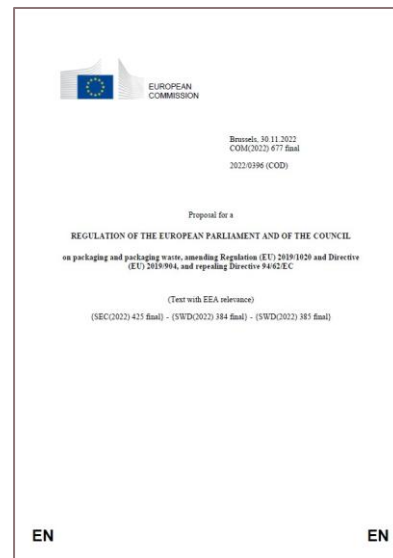 EUROPEAN
COMMISSION
Brussels, 30.11.2022
COM(2022) 677 final
2022/0396 (COD)
Proposal for a
REGULATION OF THE EUROPEAN PARLIAMENT AND OF THE COUNCIL
on packaging and packaging waste, amending Regulation (EU) 2019/1020 and Directive
(EU) 2019/904, and repealing Directive 94/62/EC
(Text with EEA relevance)
{SEC(2022) 425 final} - {SWD(2022) 384 final} - {SWD(2022) 385 final}
EN EN